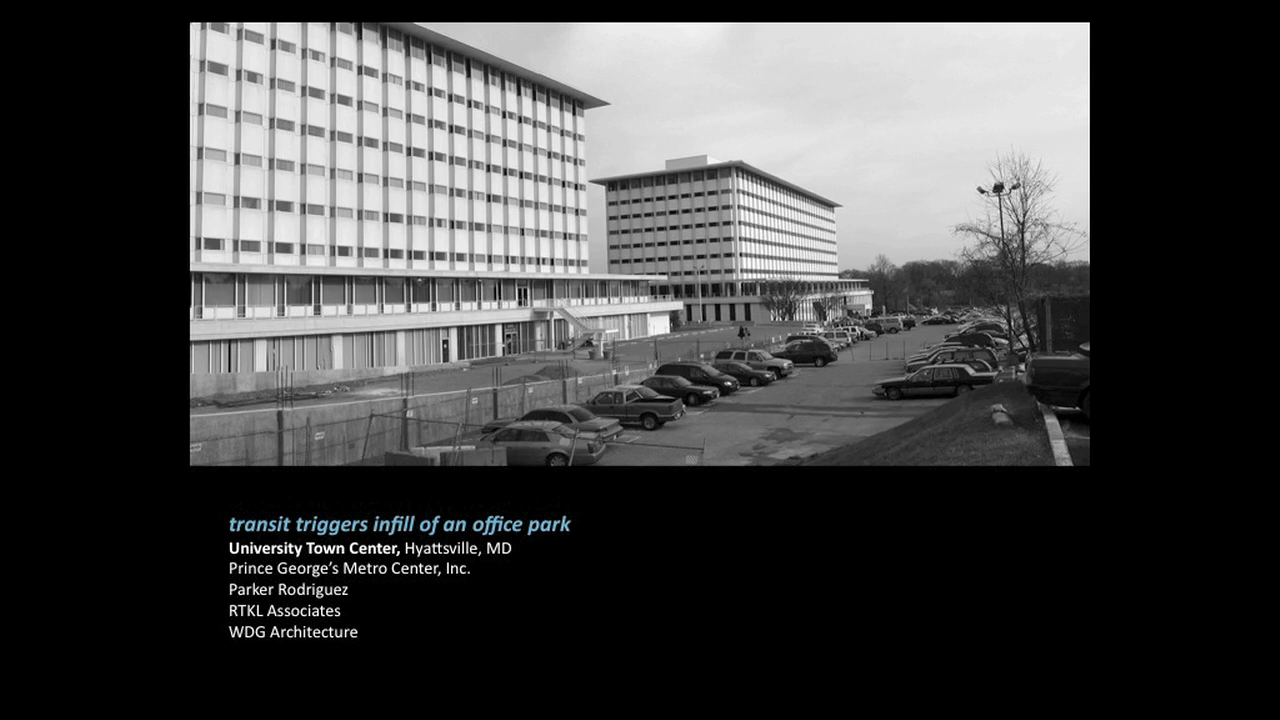 transit triggers infill of an office park
University Town Center, Hyattsville, MD
Prince George’s Metro Center, Inc.
Parker Rodriguez
RTKL Associates
WDG Architecture